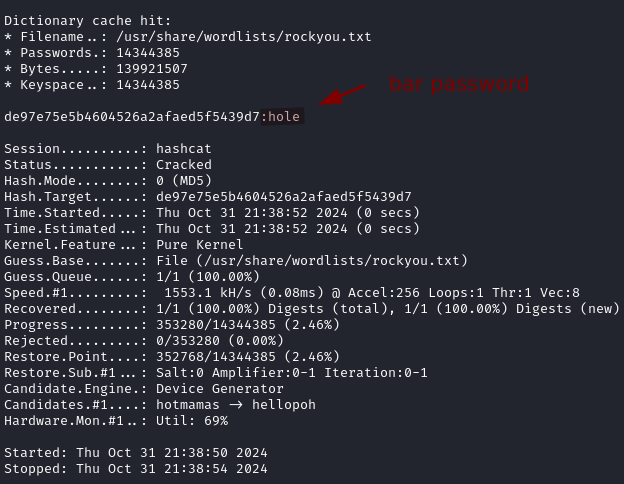 Dictionary cache hit:
* Filename..: /usr/share/wordlists/rockyou.txt
* Passwords.: 14344385
* Bytes.....: 139921507
* Keyspace..: 14344385
bar password
de97e75e5b4604526a2afaed5f5439d7:hole
Session..........: hashcat
Status...........: Cracked
Hash.Mode........: 0 (MD5)
Hash.Target......: de97e75e5b4604526a2afaed5f5439d7
Time.Started.....: Thu Oct 31 21:38:52 2024 (0 secs)
Time.Estimated...: Thu Oct 31 21:38:52 2024 (0 secs)
Kernel.Feature...: Pure Kernel
Guess.Base.......: File (/usr/share/wordlists/rockyou.txt)
Guess.Queue......: 1/1 (100.00%)
Speed.#1.........:  1553.1 kH/s (0.08ms) @ Accel:256 Loops:1 Thr:1 Vec:8
Recovered........: 1/1 (100.00%) Digests (total), 1/1 (100.00%) Digests (new)
Progress.........: 353280/14344385 (2.46%)
Rejected.........: 0/353280 (0.00%)
Restore.Point....: 352768/14344385 (2.46%)
Restore.Sub.#1...: Salt:0 Amplifier:0-1 Iteration:0-1
Candidate.Engine.: Device Generator
Candidates.#1....: hotmamas -> hellopoh
Hardware.Mon.#1..: Util: 69%
Started: Thu Oct 31 21:38:50 2024
Stopped: Thu Oct 31 21:38:54 2024